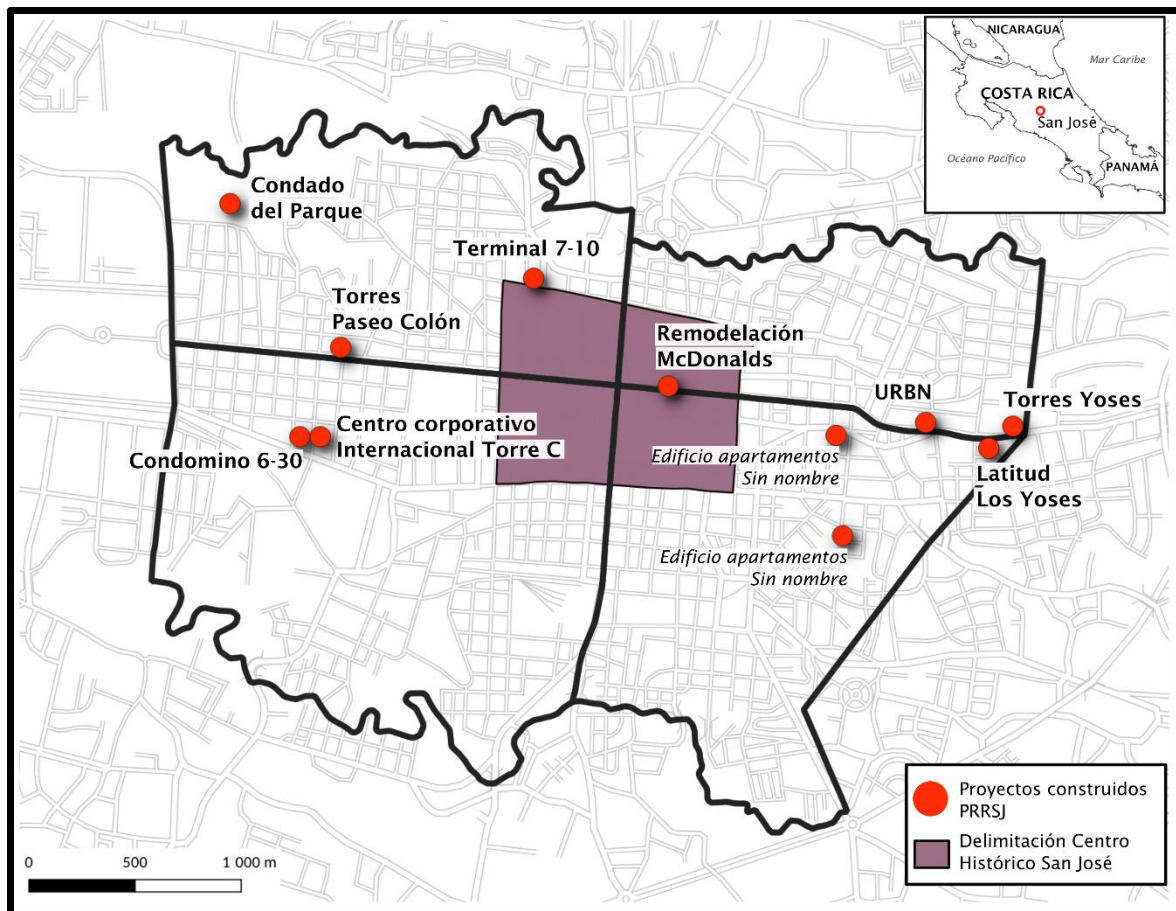 NICARAGUA
Mar Caribe
COSTA RICA
San José
Océano Pacífico
PANAMÁ
Condado
del Parque
Terminal 7-10
Torres
Paseo Colón
Remodelación
McDonalds
URBN
Torres Yoses
Centro corporativo
Internacional Torre C
Condomino 6-30
Edificio apartamentos
Sin nombre
Latitud
Los Yoses
Edificio apartamentos
Sin nombre
Proyectos construidos
PRRSJ
Delimitación Centro
Histórico San José
0 500 1 000 m